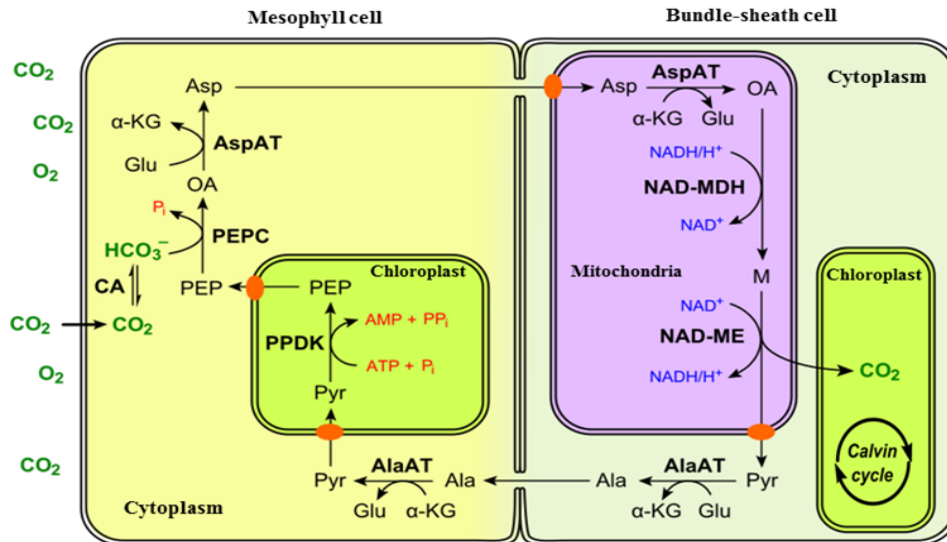 Mesophyll cell
Bundle-sheath cell
CO₂
CO₂
O₂
CO₂
O₂
CO₂
Asp
α-KG
AspAT
Glu
OA
Pᵢ
PEPC
HCO₃⁻
CA
CO₂
PEP
Chloroplast
PEP
PPDK
AMP + PPᵢ
ATP + Pᵢ
Pyr
Pyr
AlaAT
Glu
α-KG
Ala
Cytoplasm
Asp
AspAT
OA
α-KG
Glu
NADH/H⁺
NAD-MDH
NAD⁺
Mitochondria
M
NAD⁺
NAD-ME
NADH/H⁺
Ala
AlaAT
α-KG
Glu
Pyr
Cytoplasm
Chloroplast
CO₂
Calvin
cycle